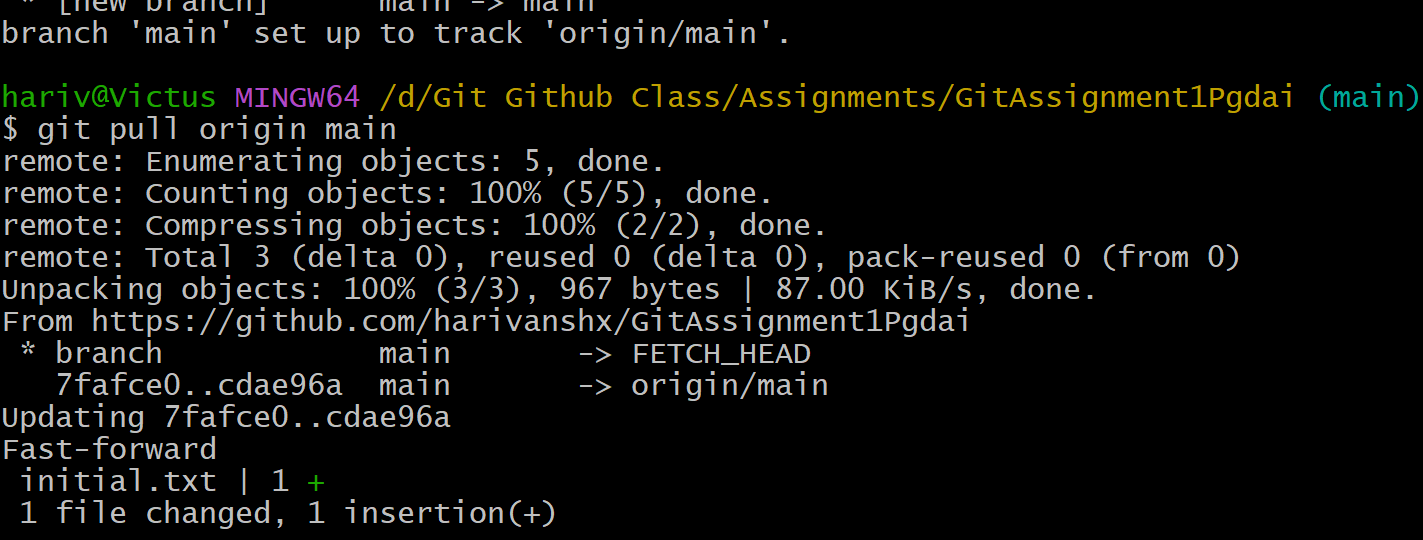 * [new branch]      main -> main
branch 'main' set up to track 'origin/main'.
hariv@Victus MINGW64 /d/Git Github Class/Assignments/GitAssignment1Pgdai (main)
$ git pull origin main
remote: Enumerating objects: 5, done.
remote: Counting objects: 100% (5/5), done.
remote: Compressing objects: 100% (2/2), done.
remote: Total 3 (delta 0), reused 0 (delta 0), pack-reused 0 (from 0)
Unpacking objects: 100% (3/3), 967 bytes | 87.00 KiB/s, done.
From https://github.com/harivanshx/GitAssignment1Pgdai
 * branch            main       -> FETCH_HEAD
   7fafce0..cdae96a  main       -> origin/main
Updating 7fafce0..cdae96a
Fast-forward
 initial.txt | 1 +
 1 file changed, 1 insertion(+)